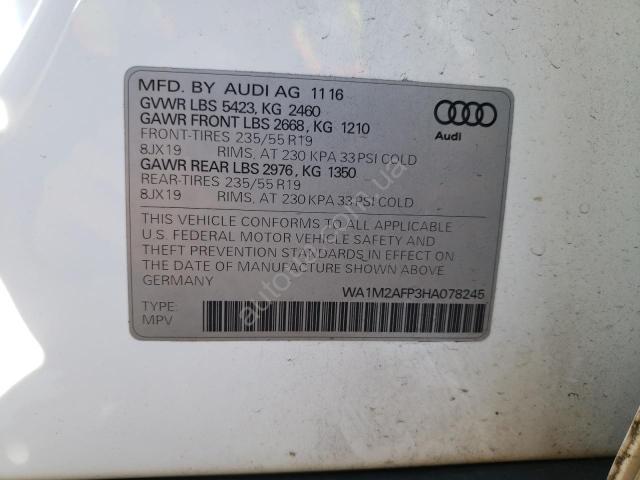 MFD. BY AUDI AG 11 16
GVWR LBS 5423, KG 2460
GAWR FRONT LBS 2668, KG 1210
FRONT-TIRES 235/55 R19
8JX19 RIMS, AT 230 KPA 33 PSI COLD
GAWR REAR LBS 2976, KG 1350
REAR-TIRES 235/55 R19
8JX19 RIMS, AT 230 KPA 33 PSI COLD
Audi
THIS VEHICLE CONFORMS TO ALL APPLICABLE
U.S. FEDERAL MOTOR VEHICLE SAFETY AND
THEFT PREVENTION STANDARDS IN EFFECT ON
THE DATE OF MANUFACTURE SHOWN ABOVE.
GERMANY
WA1M2AFP3HA078245
TYPE:
MPV